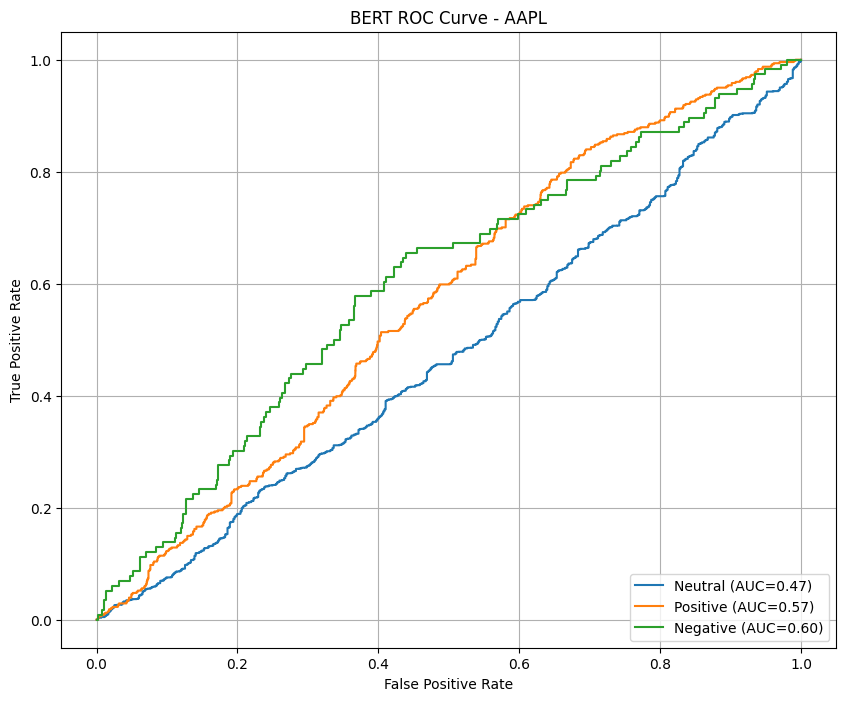 BERT ROC Curve - AAPL
True Positive Rate
1.0
0.8
0.6
0.4
0.2
0.0
Neutral (AUC=0.47)
Positive (AUC=0.57)
Negative (AUC=0.60)
0.0 0.2 0.4 0.6 0.8 1.0
False Positive Rate